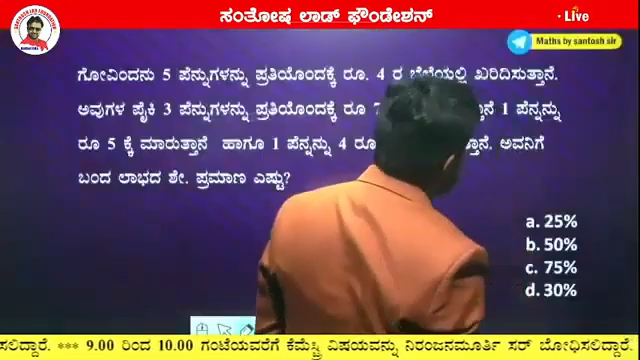 ಸಂತೋಷ ಲಾಡ್ ಫೌಂಡೇಶನ್
Live
Maths by santosh sir
ಗೋವಿಂದನು 5 ಪೆನ್ನುಗಳನ್ನು ಪ್ರತಿಯೊಂದಕ್ಕೆ ರೂ. 4 ರ ಬೆಲೆಯಲ್ಲಿ ಖರಿದಿಸುತ್ತಾನೆ.
ಅವುಗಳ ಪೈಕಿ 3 ಪೆನ್ನುಗಳನ್ನು ಪ್ರತಿಯೊಂದಕ್ಕೆ ರೂ 7 1 ಪೆನ್ನನ್ನು
ರೂ 5 ಕ್ಕೆ ಮಾರುತ್ತಾನೆ ಹಾಗೂ 1 ಪೆನ್ನನ್ನು 4 ರೂ ಅವನಿಗೆ
ಬಂದ ಲಾಭದ ಶೇ. ಪ್ರಮಾಣ ಎಷ್ಟು?
a. 25%
b. 50%
c. 75%
d. 30%
ಸಲಿದ್ದಾರೆ. *** 9.00 ರಿಂದ 10.00 ಗಂಟೆಯವರೆಗೆ ಕೆಮಿಸ್ಟ್ರಿ ವಿಷಯವನ್ನು ನಿರಂಜನಮೂರ್ತಿ ಸರ್ ಬೋಧಿಸಲಿದ್ದಾರೆ.